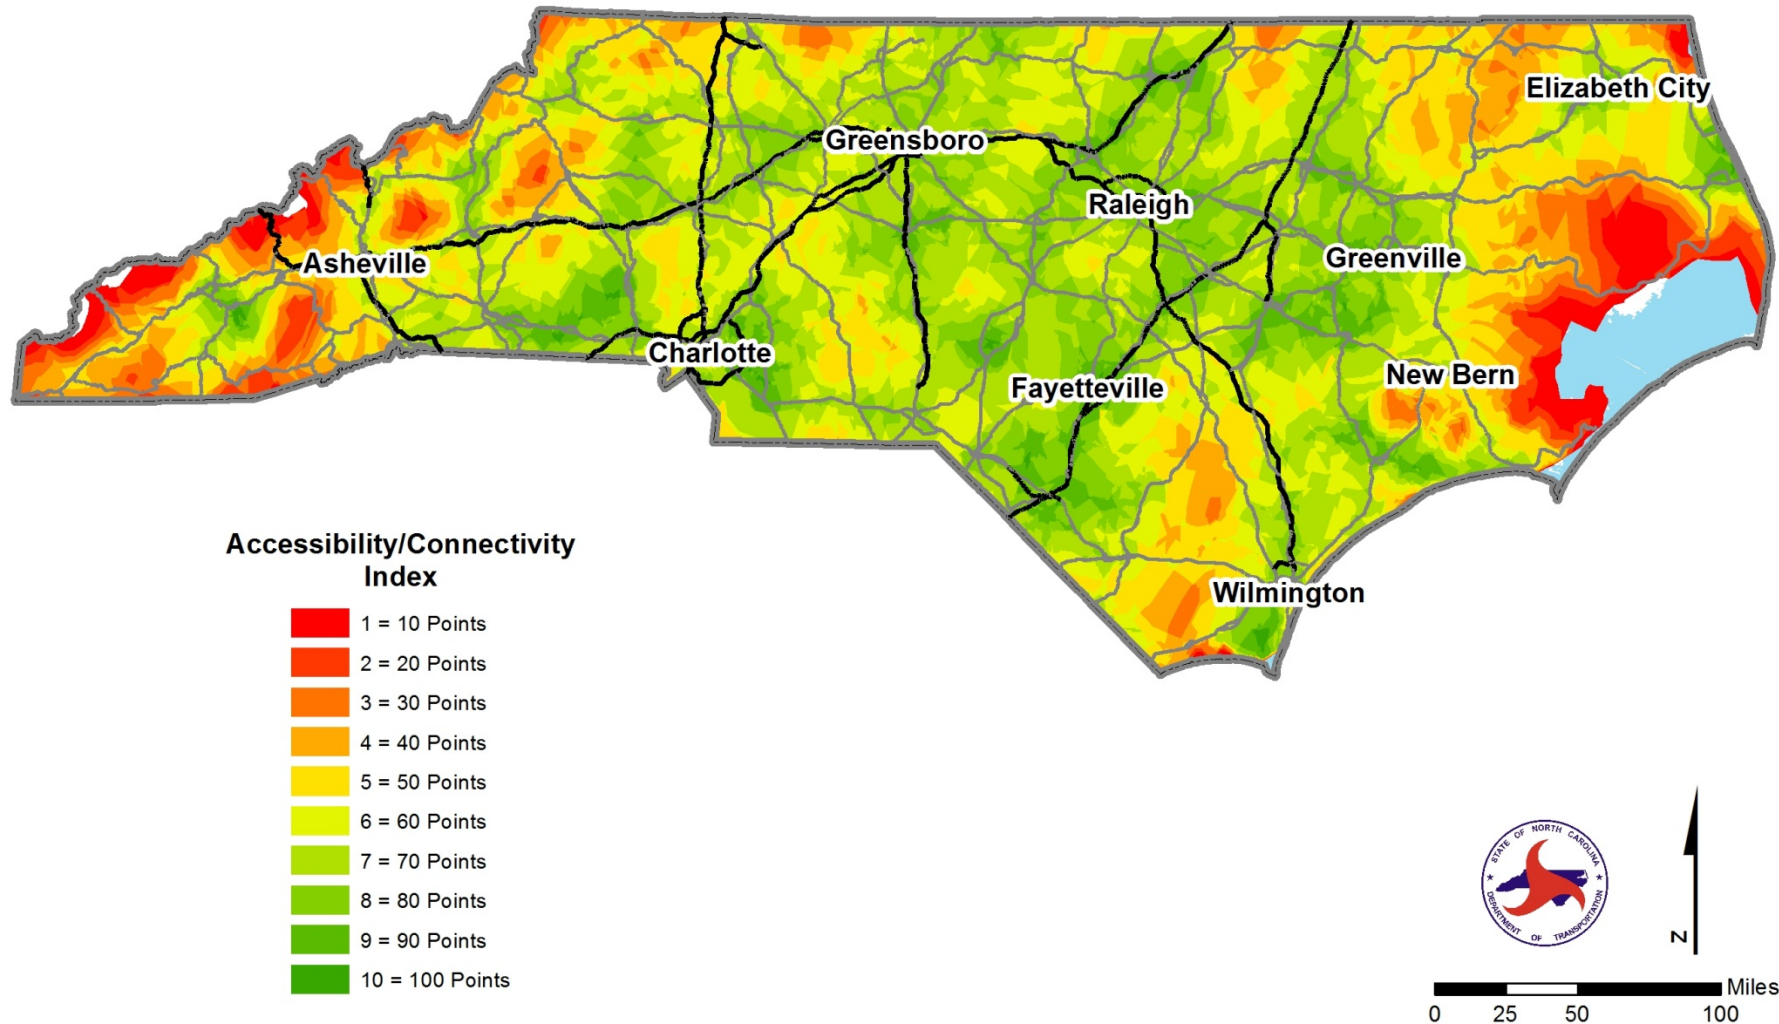 Elizabeth City
Greensboro
Raleigh
Asheville
Greenville
Charlotte
Fayetteville
New Bern
Wilmington
Accessibility/Connectivity
Index
1 = 10 Points
2 = 20 Points
3 = 30 Points
4 = 40 Points
5 = 50 Points
6 = 60 Points
7 = 70 Points
8 = 80 Points
9 = 90 Points
10 = 100 Points
STATE OF NORTH CAROLINA
DEPARTMENT OF TRANSPORTATION
N
Miles
0 25 50 100